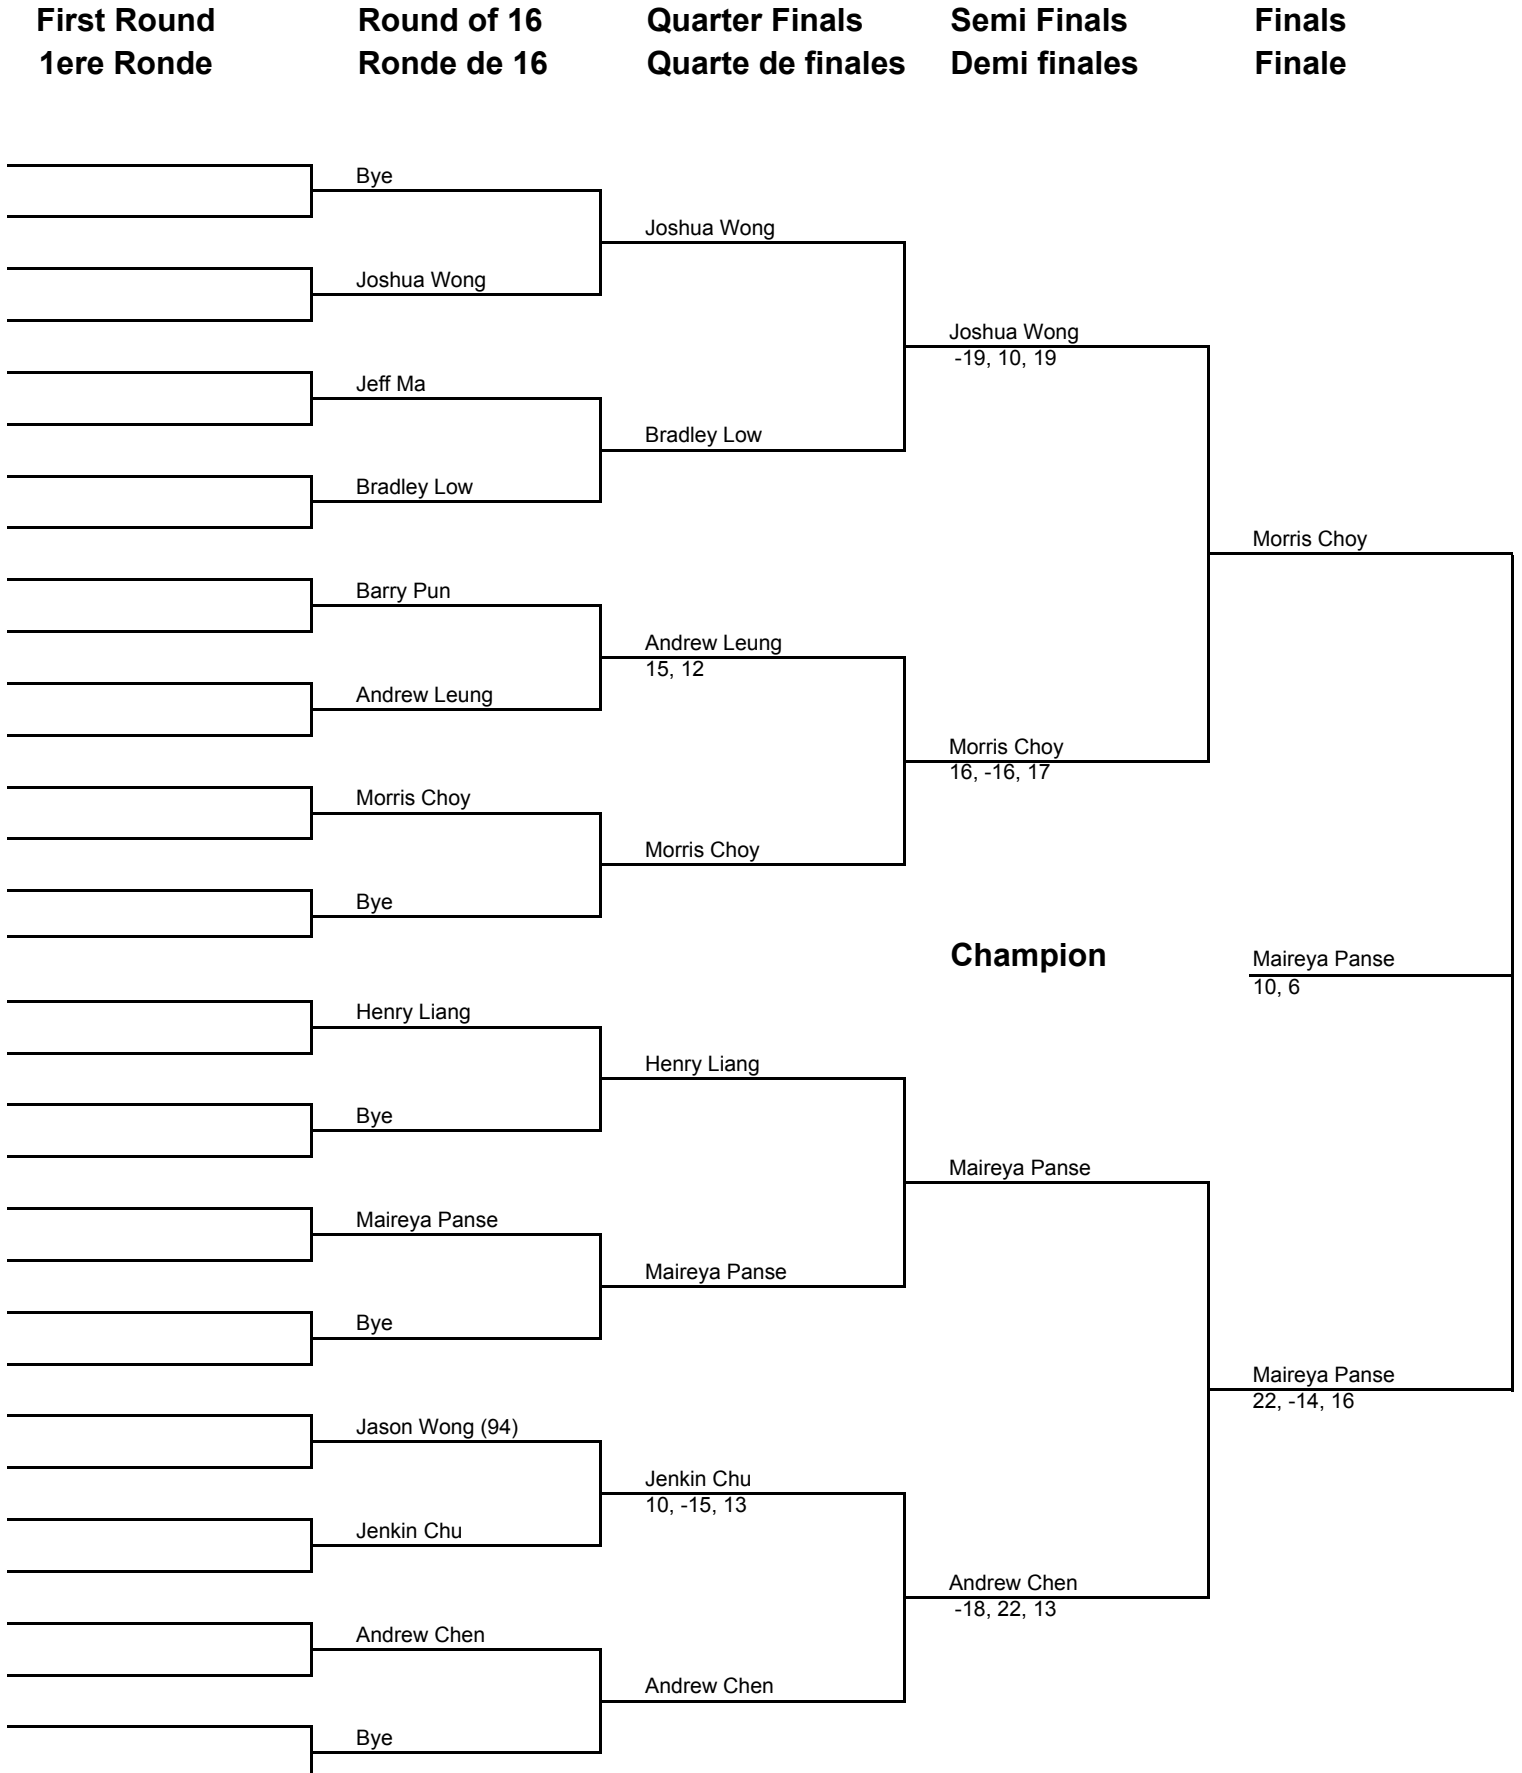 First Round
1ere Ronde
Round of 16
Ronde de 16
Quarter Finals
Quarte de finales
Semi Finals
Demi finales
Finals
Finale
Bye
Joshua Wong
Joshua Wong
Joshua Wong
-19, 10, 19
Jeff Ma
Bradley Low
Bradley Low
Morris Choy
Barry Pun
Andrew Leung
15, 12
Andrew Leung
Morris Choy
16, -16, 17
Morris Choy
Morris Choy
Bye
Champion
Maireya Panse
10, 6
Henry Liang
Henry Liang
Bye
Maireya Panse
Maireya Panse
Maireya Panse
Bye
Maireya Panse
22, -14, 16
Jason Wong (94)
Jenkin Chu
10, -15, 13
Jenkin Chu
Andrew Chen
-18, 22, 13
Andrew Chen
Andrew Chen
Bye